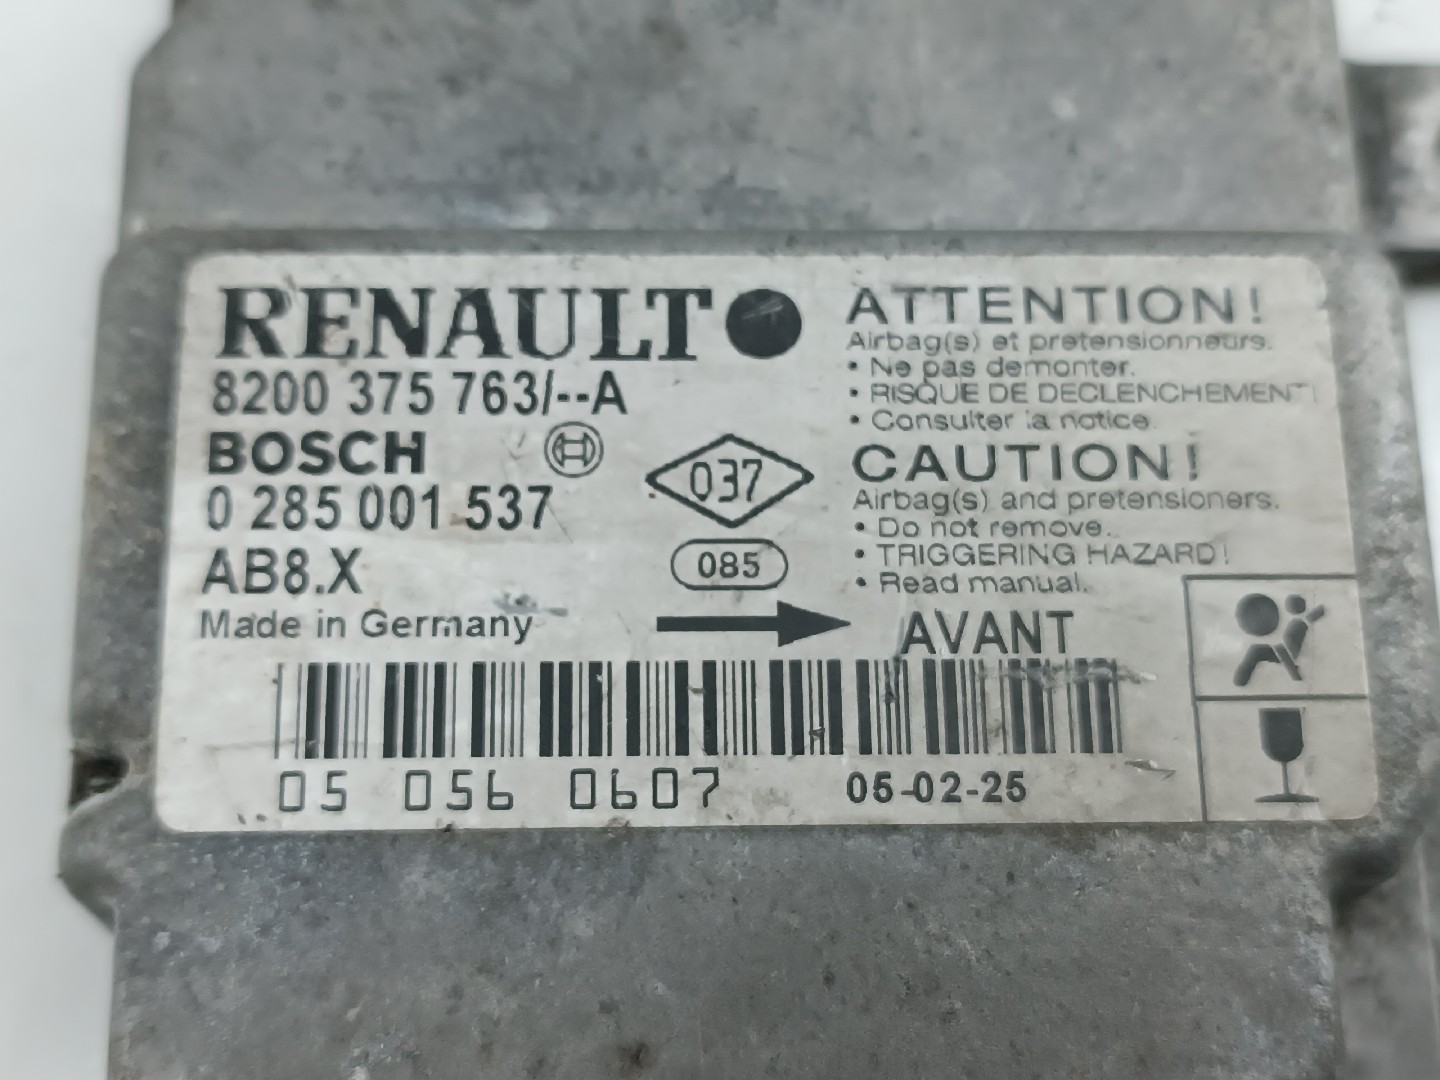 RENAULT
8200 375 763/--A
BOSCH
0 285 001 537
AB8.X
Made in Germany
037
085
AVANT
ATTENTION!
Airbag(s) et pretensionneurs.
• Ne pas demonter.
• RISQUE DE DECLENCHEMENT!
• Consulter la notice.
CAUTION!
Airbag(s) and pretensioners.
• Do not remove.
• TRIGGERING HAZARD!
• Read manual.
05 056 0607
05-02-25